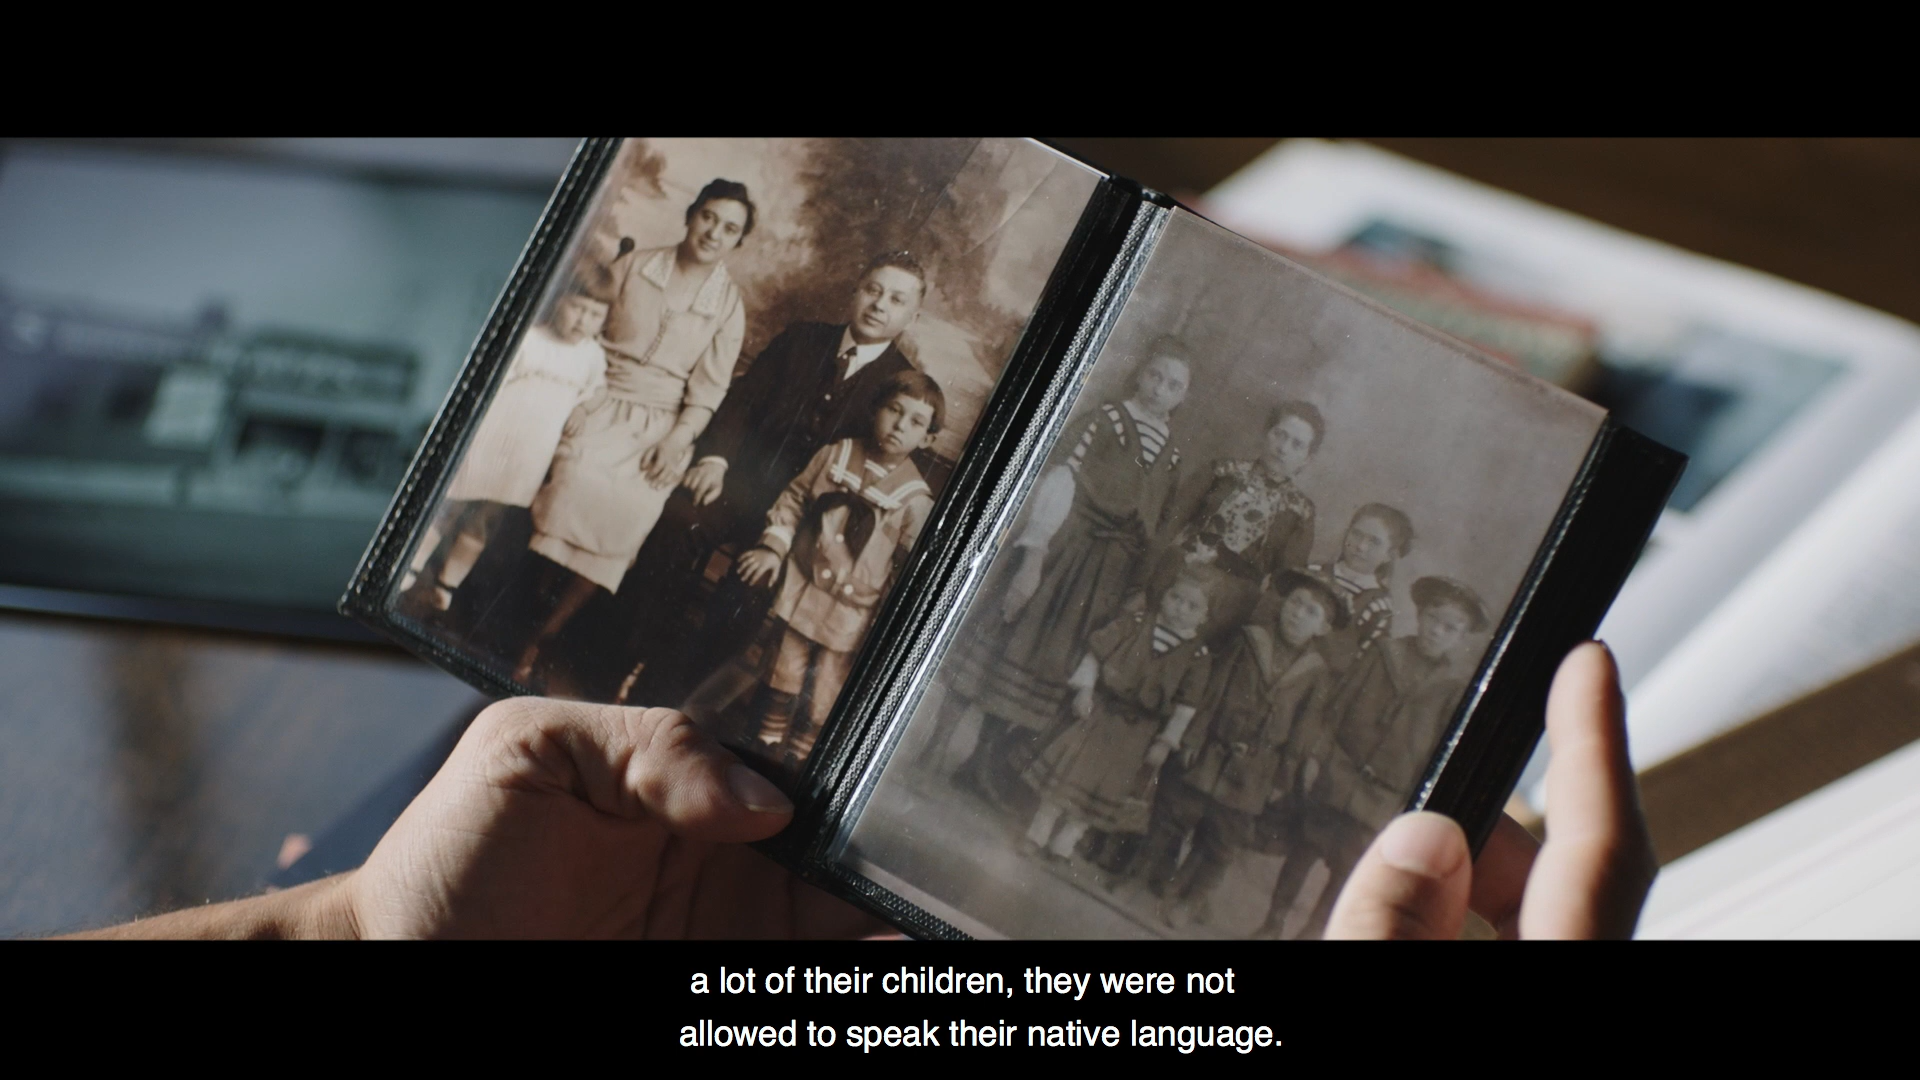 a lot of their children, they were not
allowed to speak their native language.